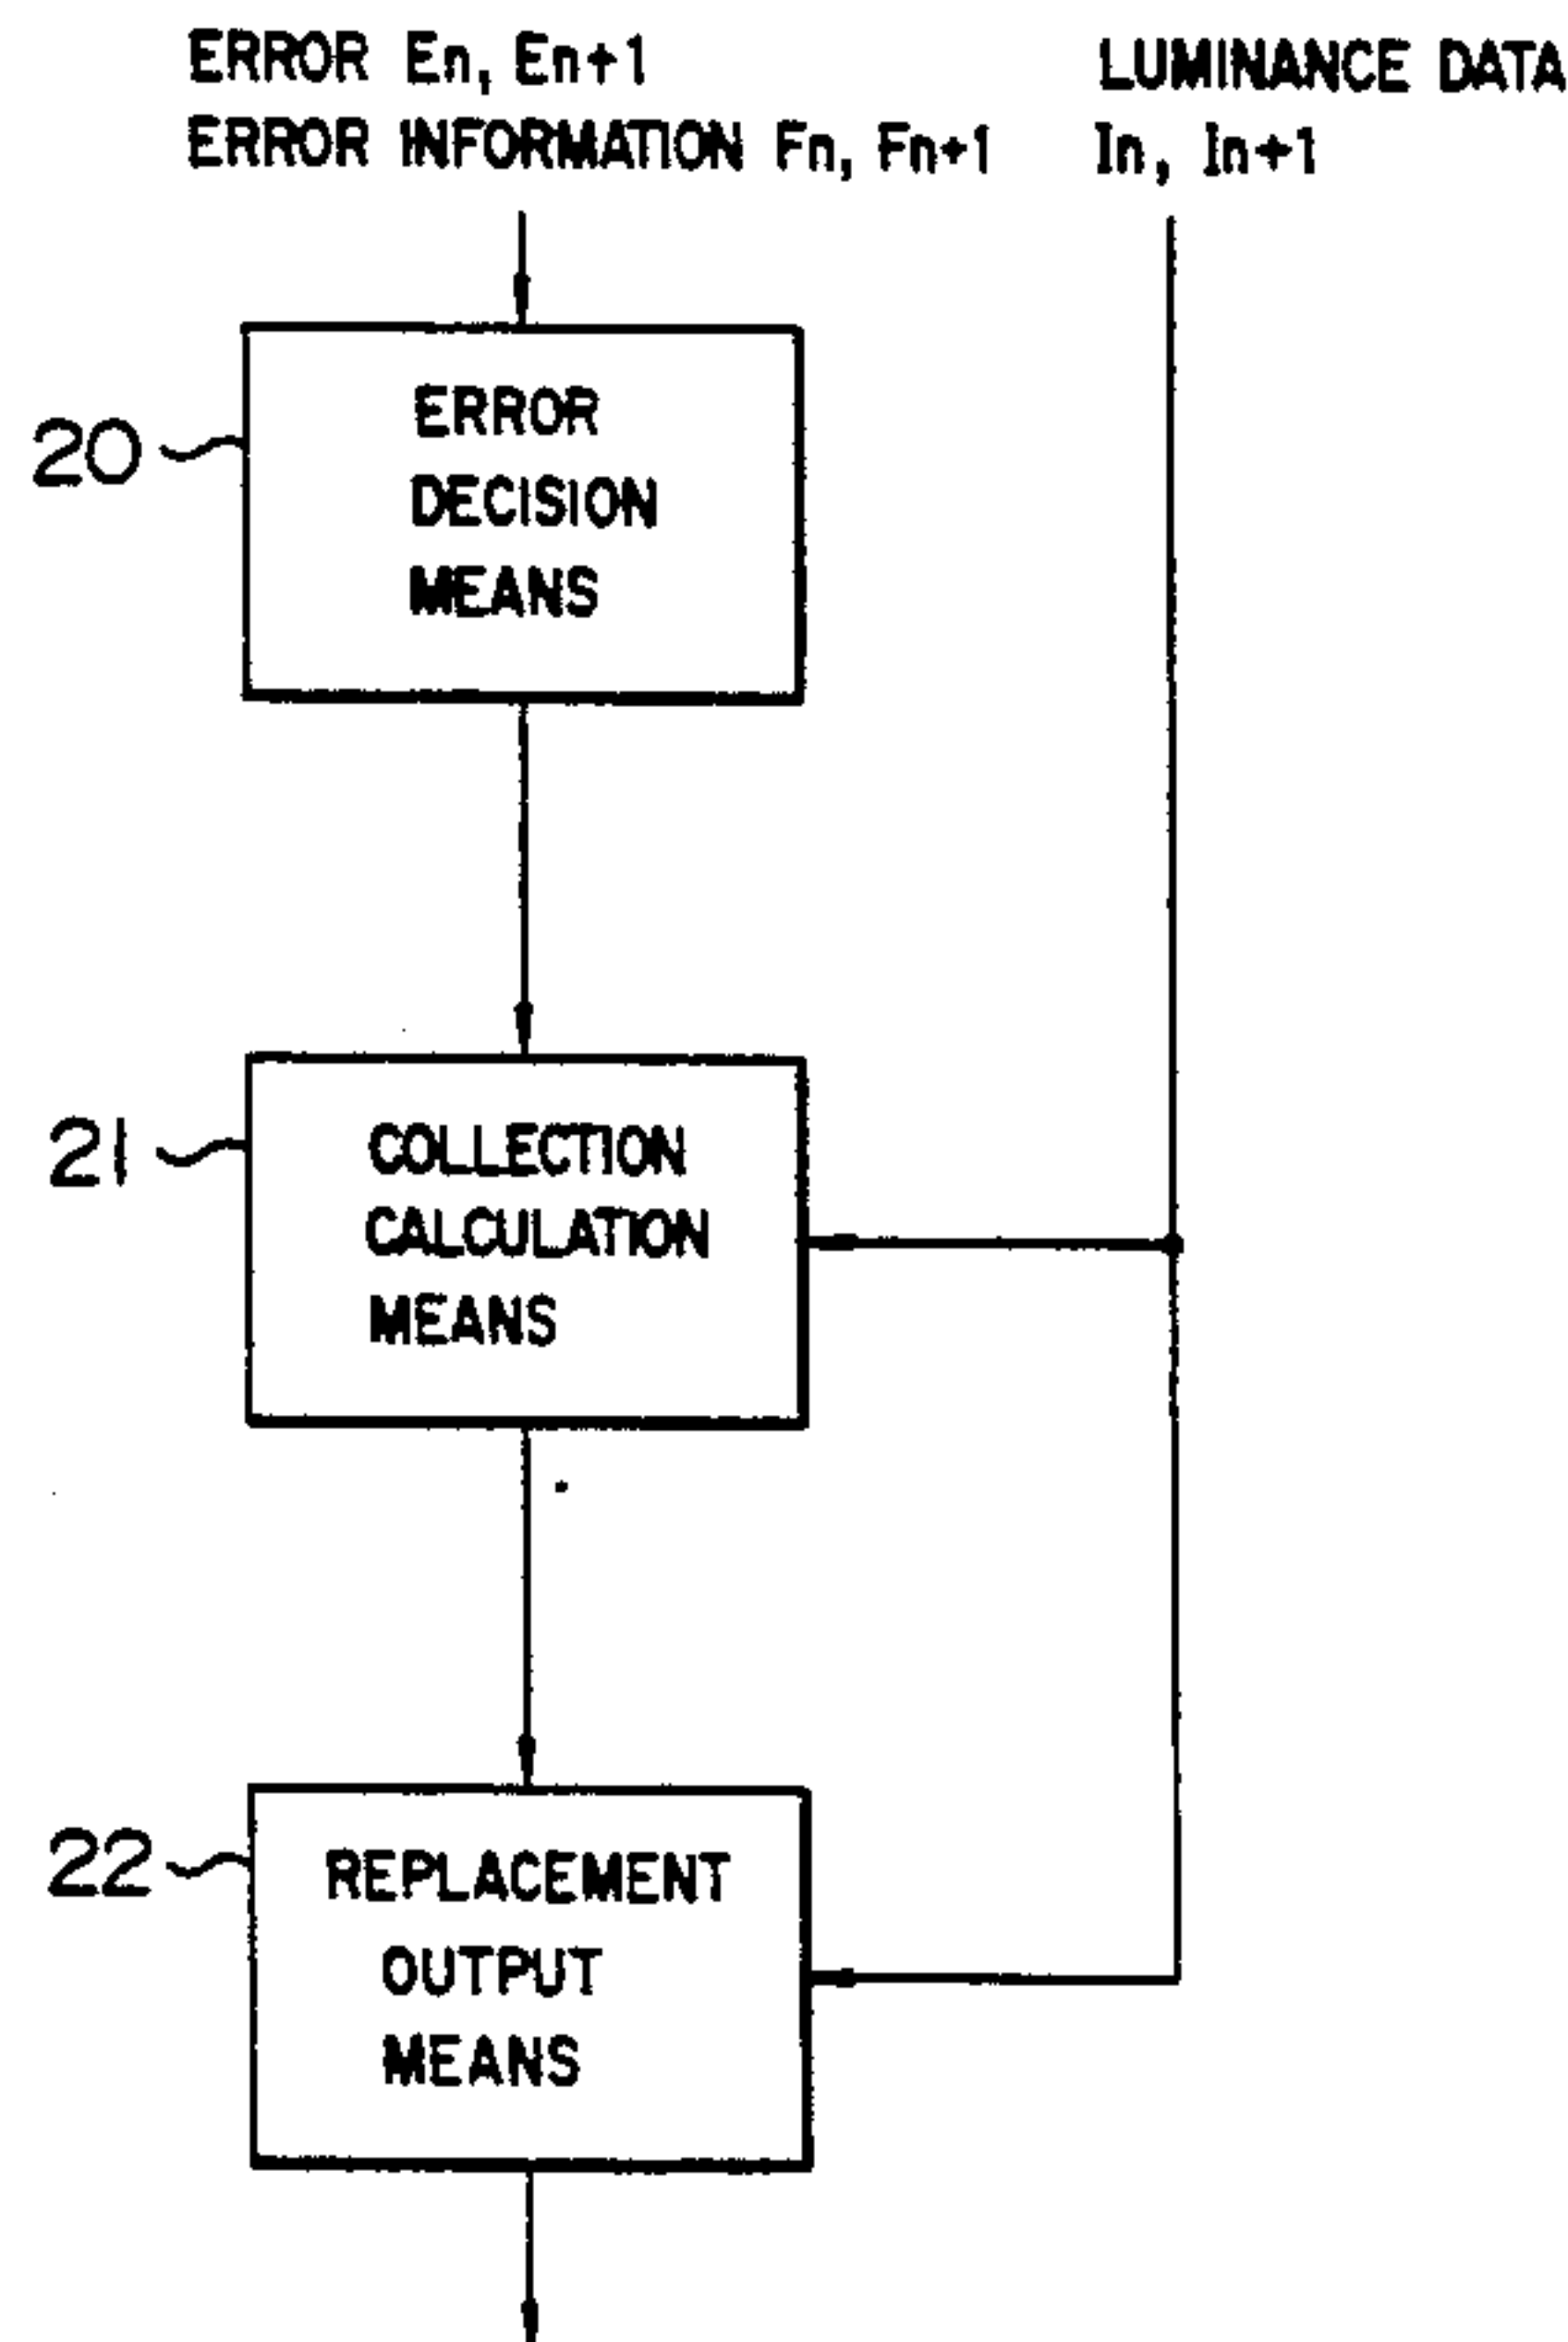 ERROR En, En+1
ERROR INFORMATION Fn, Fn+1
LUMINANCE DATA
In, In+1
20
ERROR
DECISION
MEANS
21
COLLECTION
CALCULATION
MEANS
22
REPLACEMENT
OUTPUT
MEANS